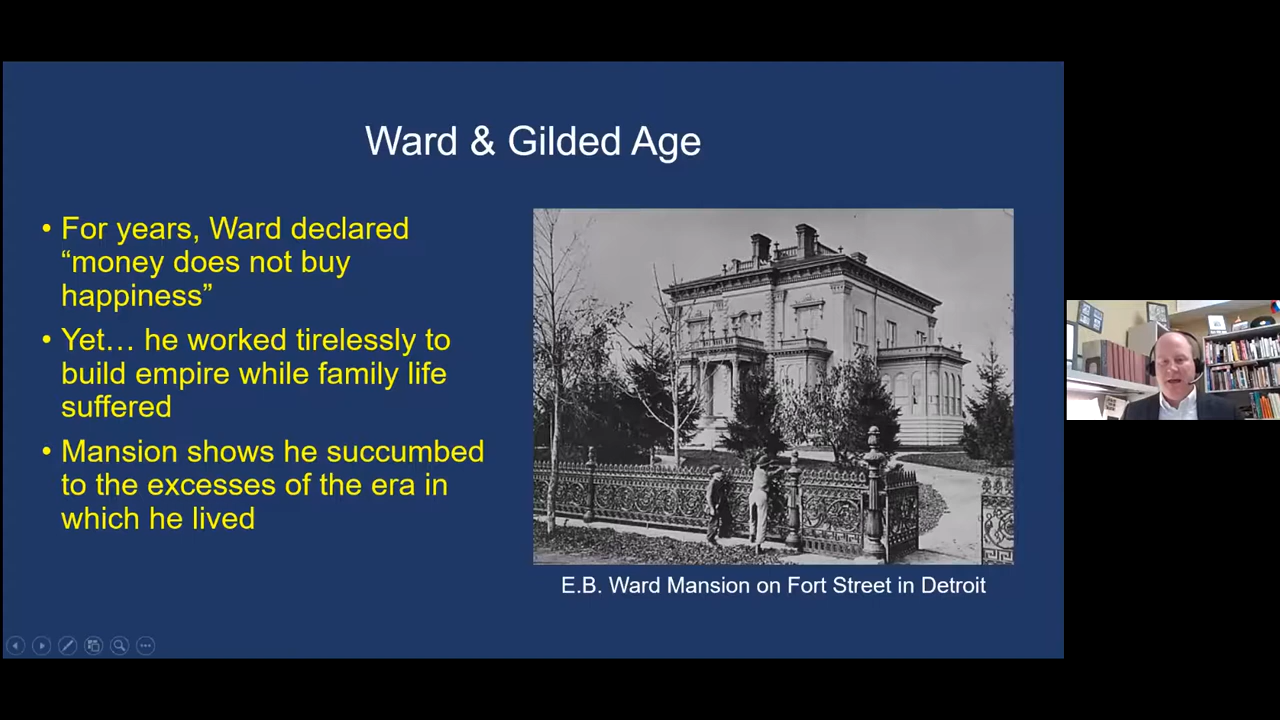 Ward & Gilded Age
• For years, Ward declared
“money does not buy
happiness”
• Yet… he worked tirelessly to
build empire while family life
suffered
• Mansion shows he succumbed
to the excesses of the era in
which he lived
E.B. Ward Mansion on Fort Street in Detroit